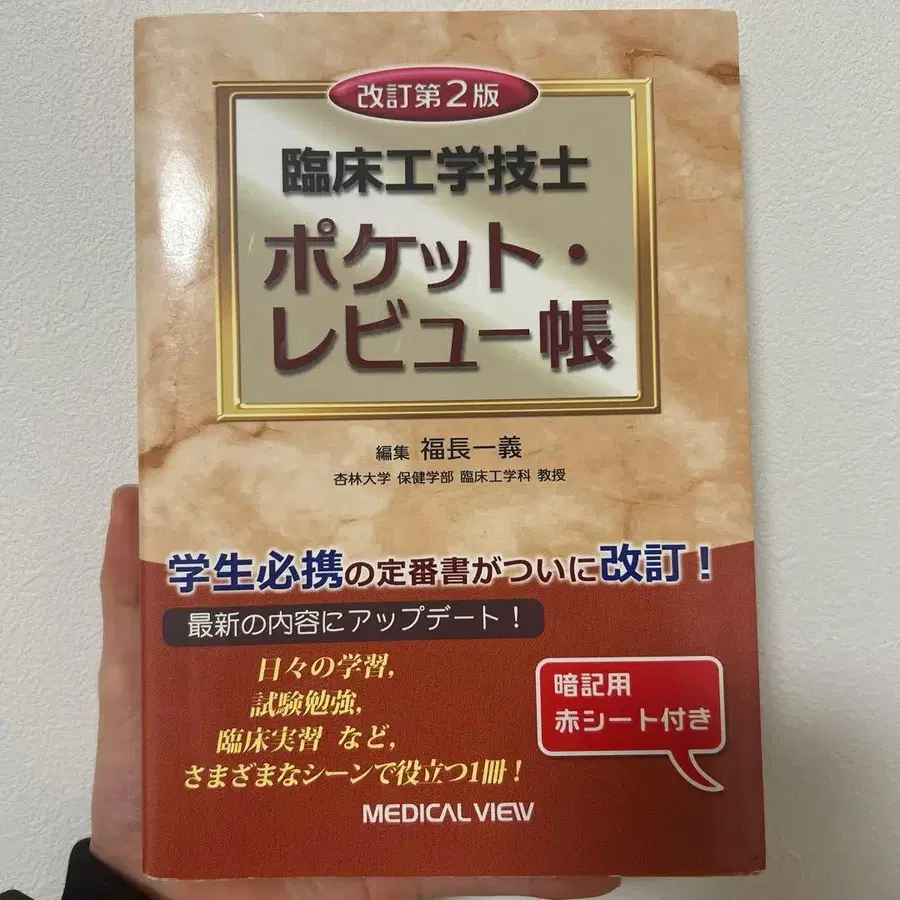 改訂第2版
臨床工学技士
ポケット・
レビュー帳
編集 福長一義
杏林大学 保健学部 臨床工学科 教授
学生必携の定番書がついに改訂！
最新の内容にアップデート！
日々の学習,
試験勉強,
臨床実習 など,
さまざまなシーンで役立つ1冊！
暗記用
赤シート付き
MEDICAL VIEW